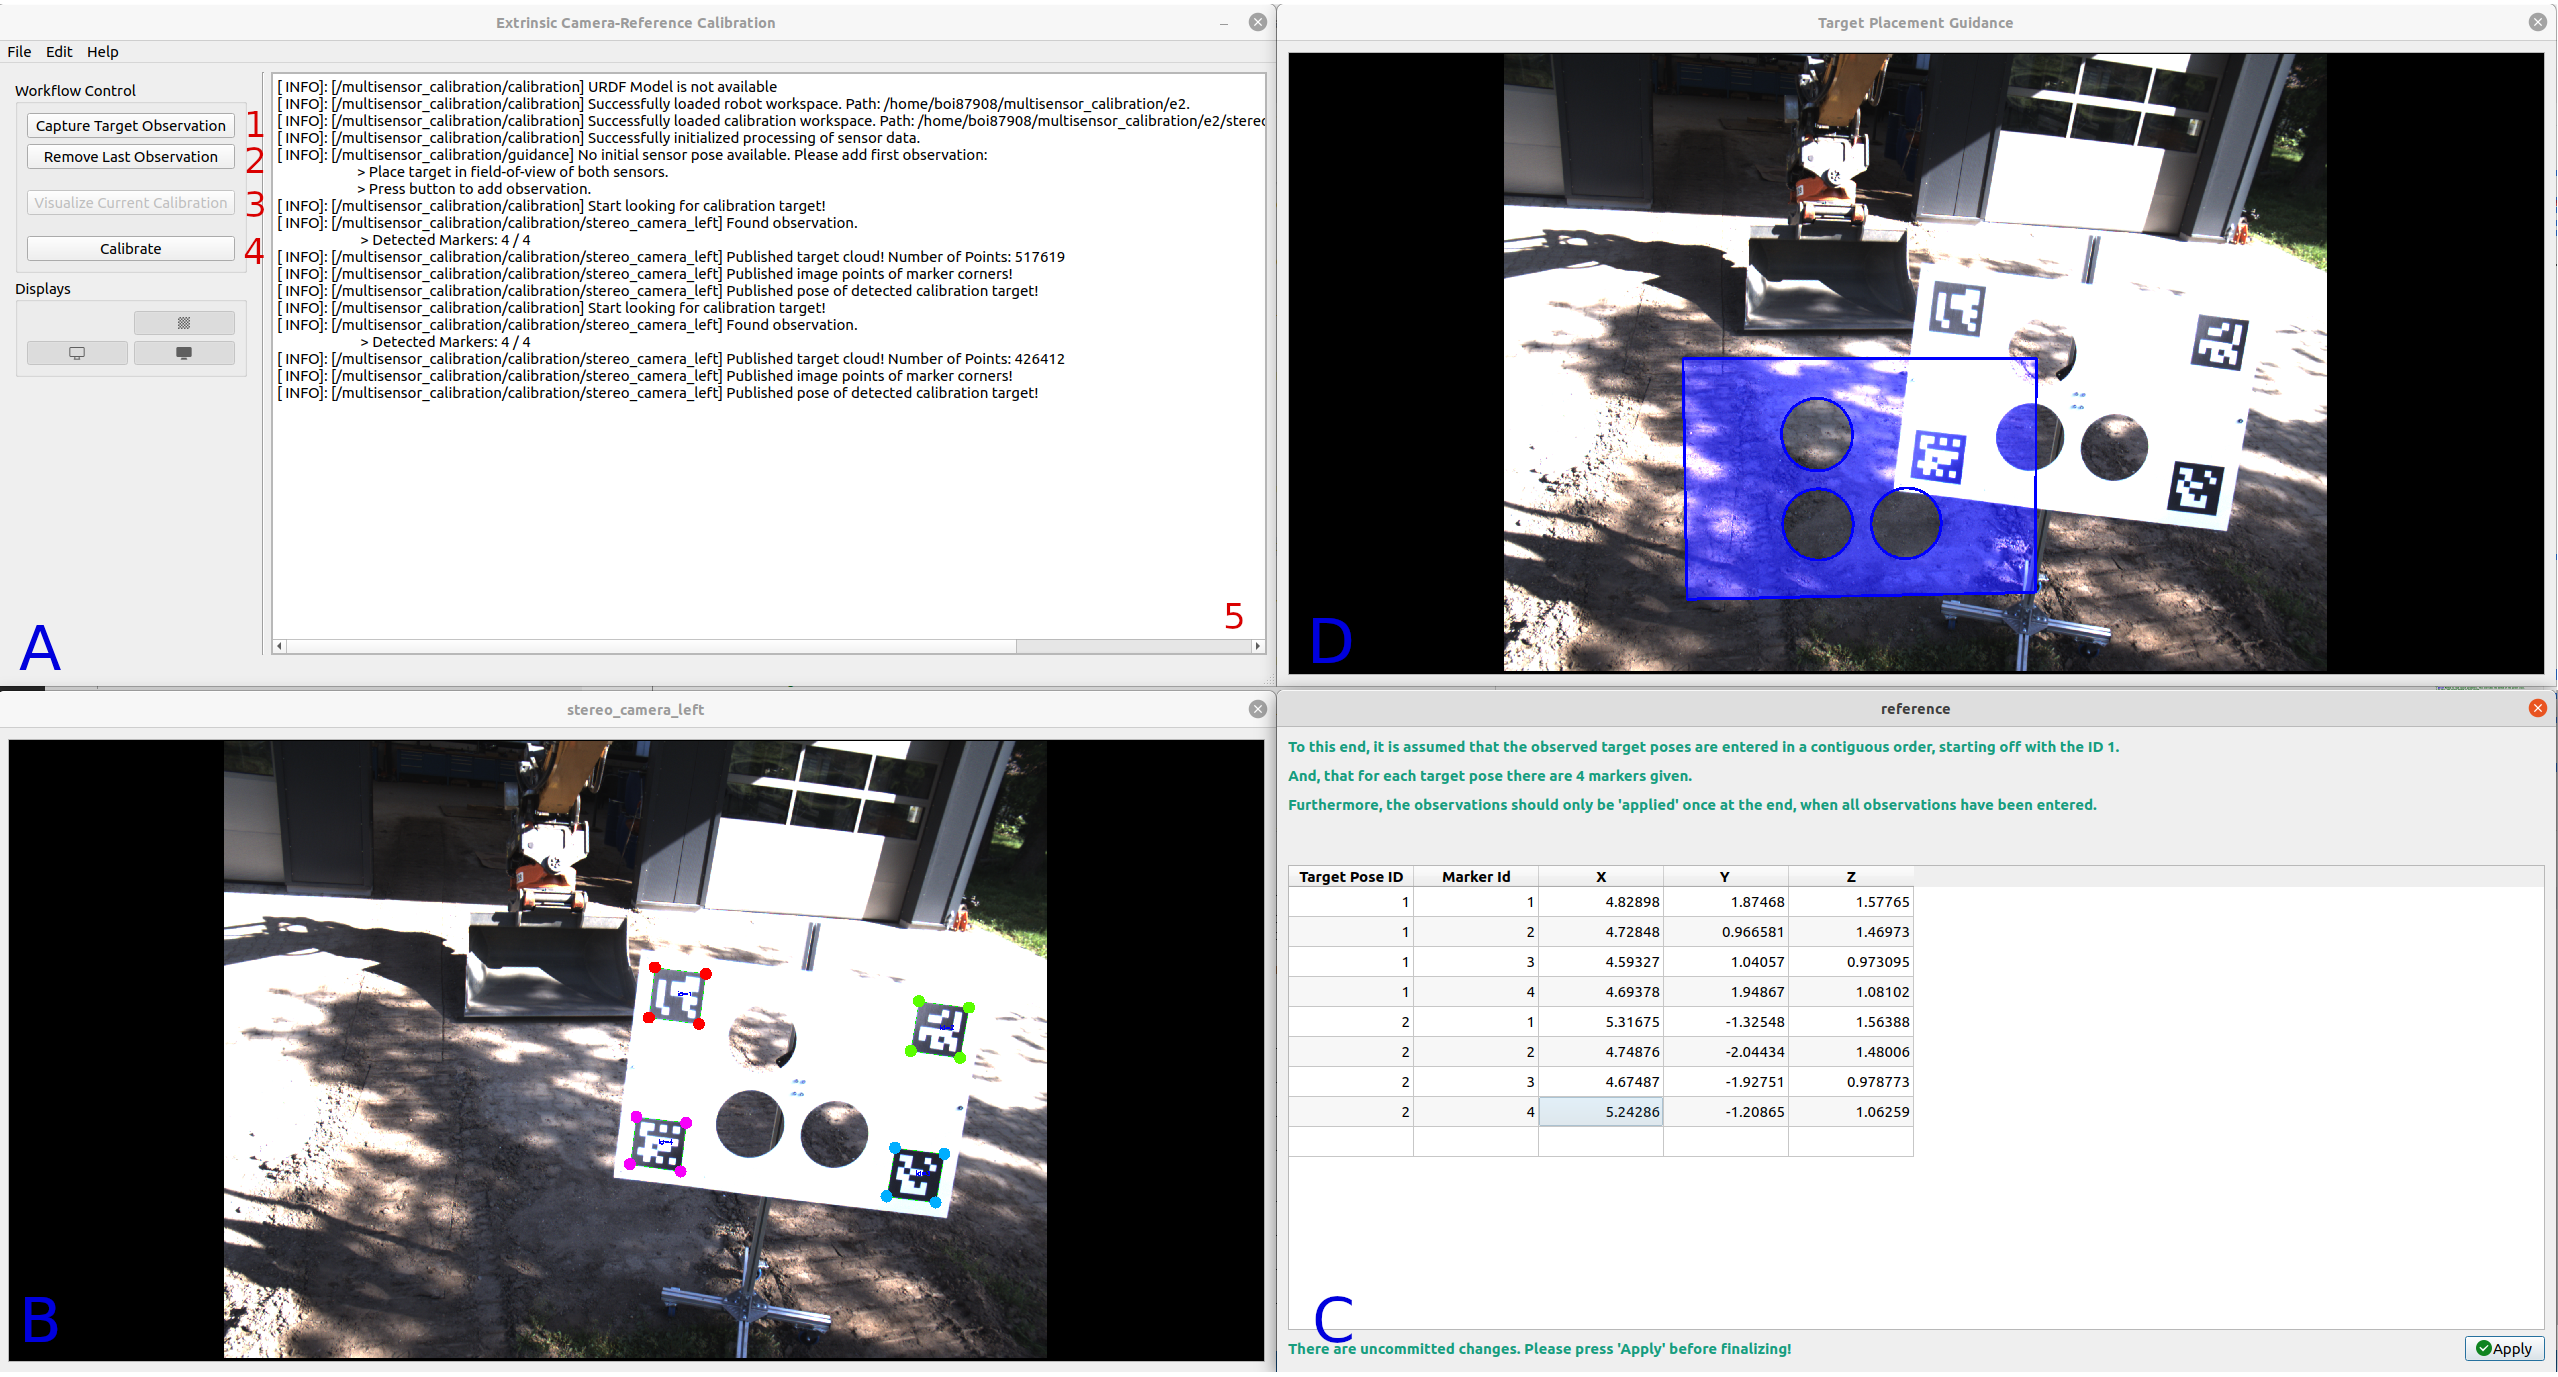 Extrinsic Camera-Reference Calibration
File Edit Help
Workflow Control
Capture Target Observation 1
Remove Last Observation 2
Visualize Current Calibration 3
Calibrate 4
Displays
A
[ INFO]: [/multisensor_calibration/calibration] URDF Model is not available
[ INFO]: [/multisensor_calibration/calibration] Successfully loaded robot workspace. Path: /home/boi87908/multisensor_calibration/e2.
[ INFO]: [/multisensor_calibration/calibration] Successfully loaded calibration workspace. Path: /home/boi87908/multisensor_calibration/e2/stereo
[ INFO]: [/multisensor_calibration/calibration] Successfully initialized processing of sensor data.
[ INFO]: [/multisensor_calibration/guidance] No initial sensor pose available. Please add first observation:
> Place target in field-of-view of both sensors.
> Press button to add observation.
[ INFO]: [/multisensor_calibration/calibration] Start looking for calibration target!
[ INFO]: [/multisensor_calibration/calibration/stereo_camera_left] Found observation.
> Detected Markers: 4 / 4
[ INFO]: [/multisensor_calibration/calibration/stereo_camera_left] Published target cloud! Number of Points: 517619
[ INFO]: [/multisensor_calibration/calibration/stereo_camera_left] Published image points of marker corners!
[ INFO]: [/multisensor_calibration/calibration/stereo_camera_left] Published pose of detected calibration target!
[ INFO]: [/multisensor_calibration/calibration] Start looking for calibration target!
[ INFO]: [/multisensor_calibration/calibration/stereo_camera_left] Found observation.
> Detected Markers: 4 / 4
[ INFO]: [/multisensor_calibration/calibration/stereo_camera_left] Published target cloud! Number of Points: 426412
[ INFO]: [/multisensor_calibration/calibration/stereo_camera_left] Published image points of marker corners!
[ INFO]: [/multisensor_calibration/calibration/stereo_camera_left] Published pose of detected calibration target!
5
Target Placement Guidance
D
stereo_camera_left
B
reference
To this end, it is assumed that the observed target poses are entered in a contiguous order, starting off with the ID 1.
And, that for each target pose there are 4 markers given.
Furthermore, the observations should only be 'applied' once at the end, when all observations have been entered.
Target Pose ID Marker Id X Y Z
1 1 4.82898 1.87468 1.57765
1 2 4.72848 0.966581 1.46973
1 3 4.59327 1.04057 0.973095
1 4 4.69378 1.94867 1.08102
2 1 5.31675 -1.32548 1.56388
2 2 4.74876 -2.04434 1.48006
2 3 4.67487 -1.92751 0.978773
2 4 5.24286 -1.20865 1.06259
C
There are uncommitted changes. Please press 'Apply' before finalizing!
Apply